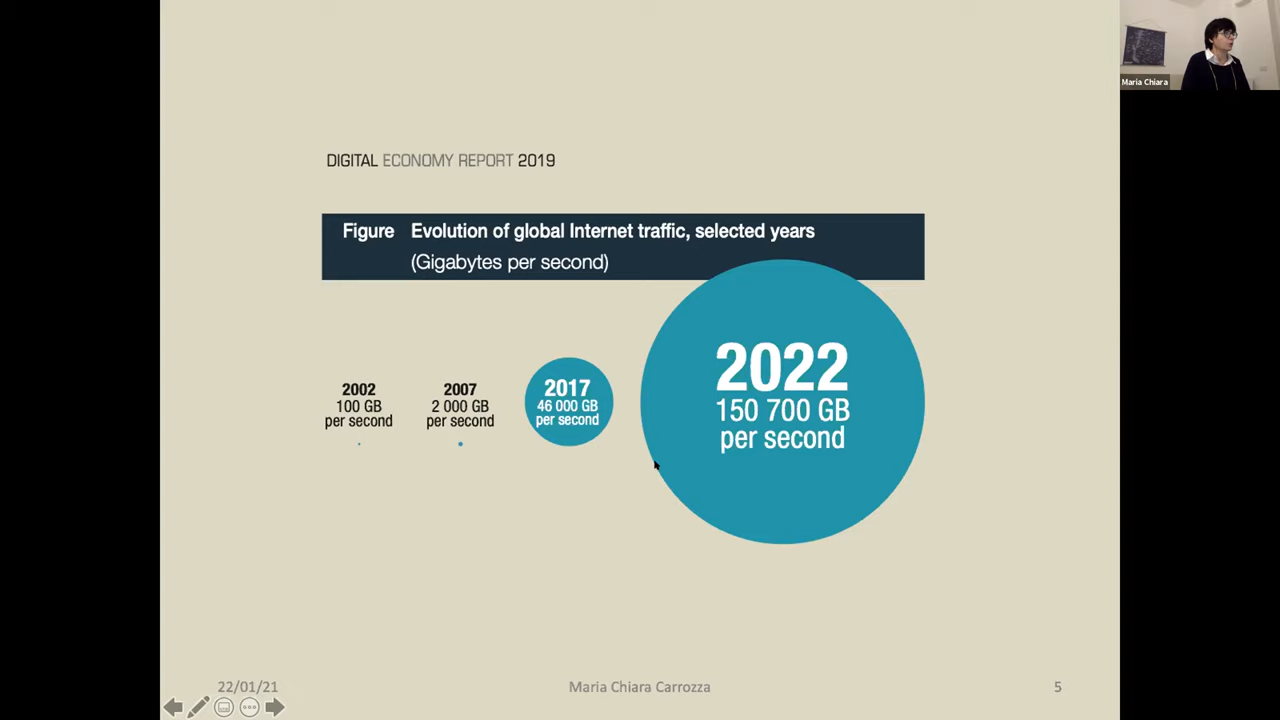 Maria Chiara
DIGITAL ECONOMY REPORT 2019
Figure Evolution of global Internet traffic, selected years
(Gigabytes per second)
2002
100 GB
per second
2007
2 000 GB
per second
2017
46 000 GB
per second
2022
150 700 GB
per second
22/01/21
Maria Chiara Carrozza
5